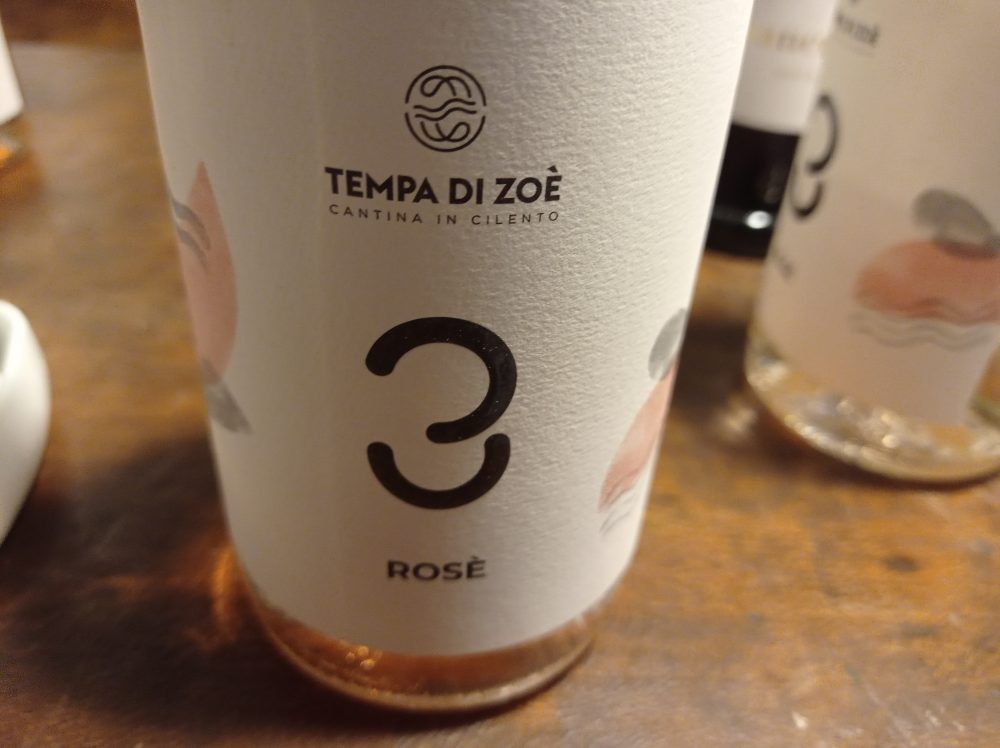 TEMPA DI ZOÈ
CANTINA IN CILENTO
3
ROSÈ